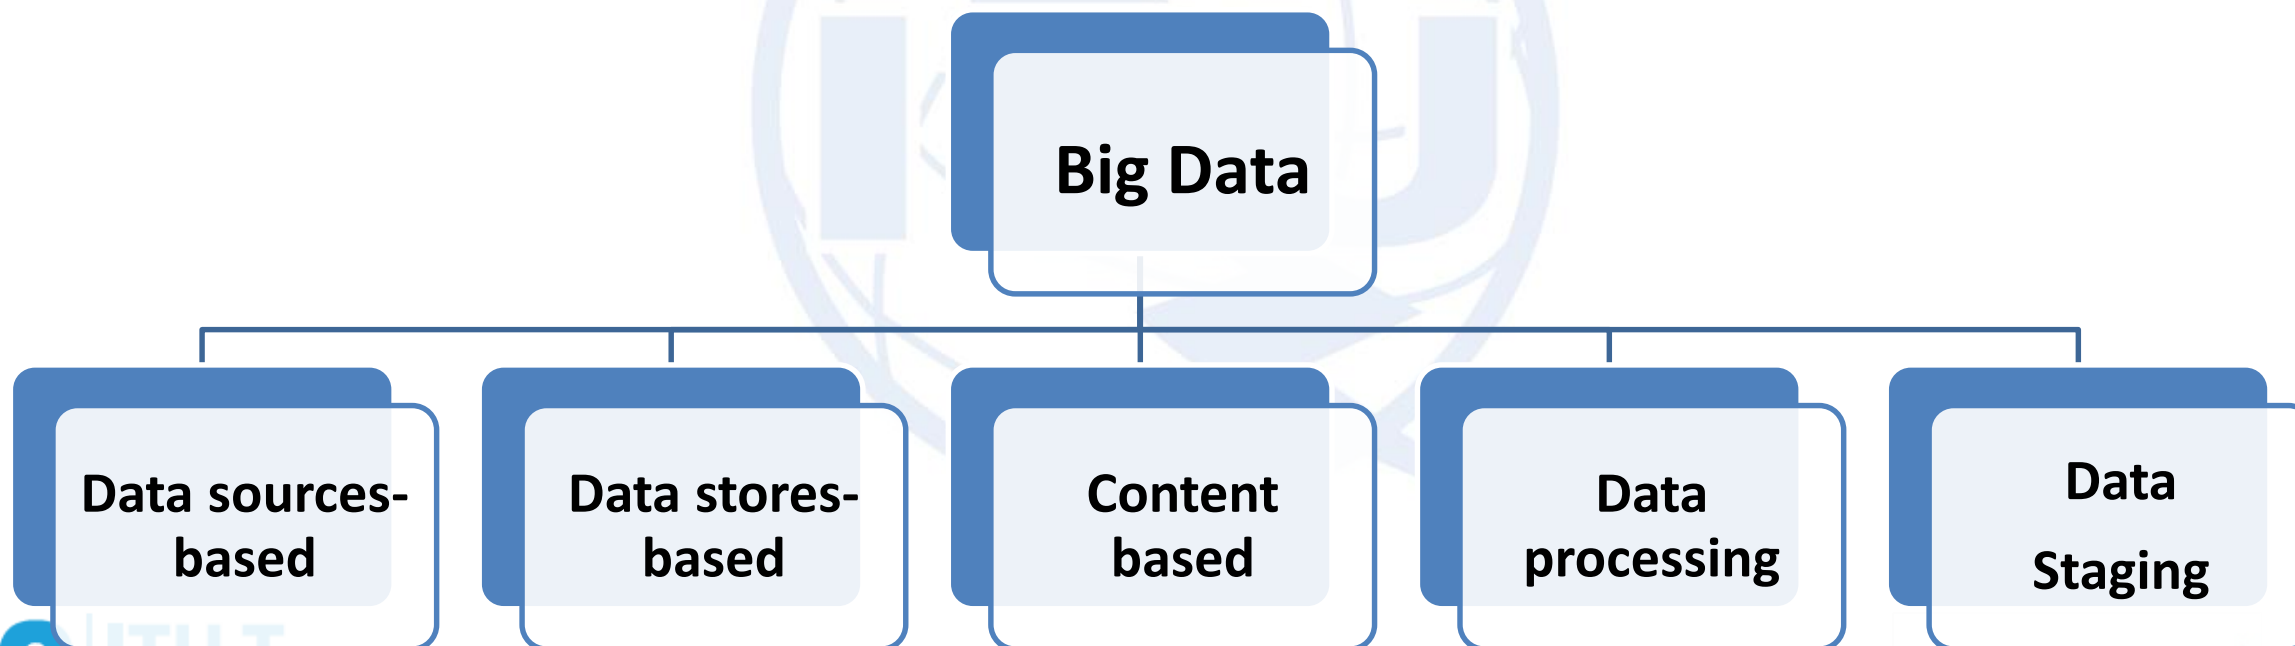 Big Data
Data sources-
based
Data stores-
based
Content
based
Data
processing
Data
Staging